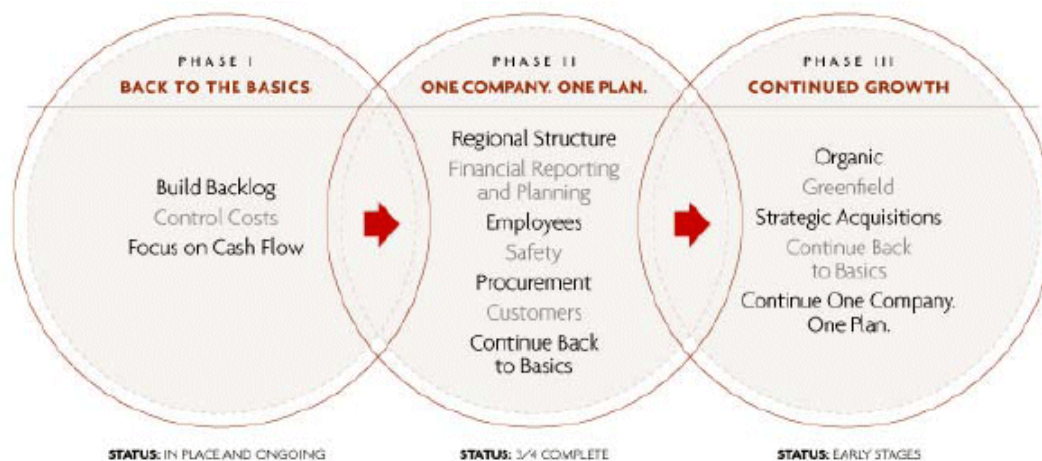 PHASE I
BACK TO THE BASICS
Build Backlog
Control Costs
Focus on Cash Flow
STATUS: IN PLACE AND ONGOING
PHASE II
ONE COMPANY. ONE PLAN.
Regional Structure
Financial Reporting
and Planning
Employees
Safety
Procurement
Customers
Continue Back
to Basics
STATUS: 3/4 COMPLETE
PHASE III
CONTINUED GROWTH
Organic
Greenfield
Strategic Acquisitions
Continue Back
to Basics
Continue One Company.
One Plan.
STATUS: EARLY STAGES